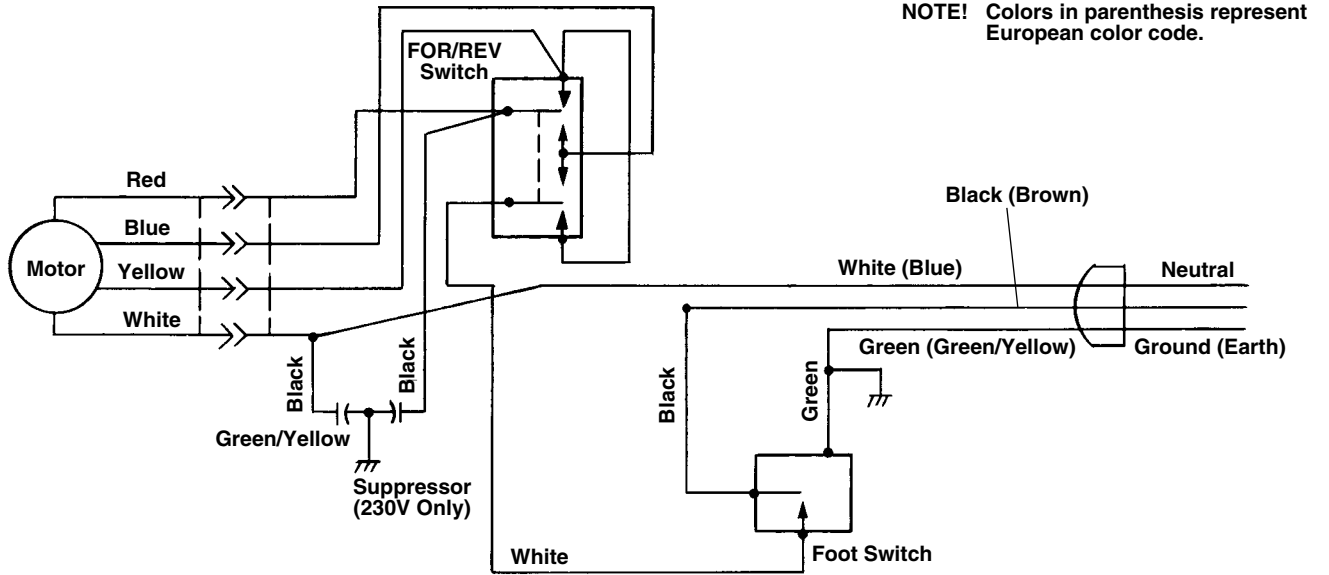 NOTE! Colors in parenthesis represent
European color code.
FOR/REV
Switch
Red
Blue
Motor
Yellow
White
Black (Brown)
White (Blue)
Neutral
Green (Green/Yellow)
Ground (Earth)
Black
Black
Black
Green
Green/Yellow
Suppressor
(230V Only)
White
Foot Switch